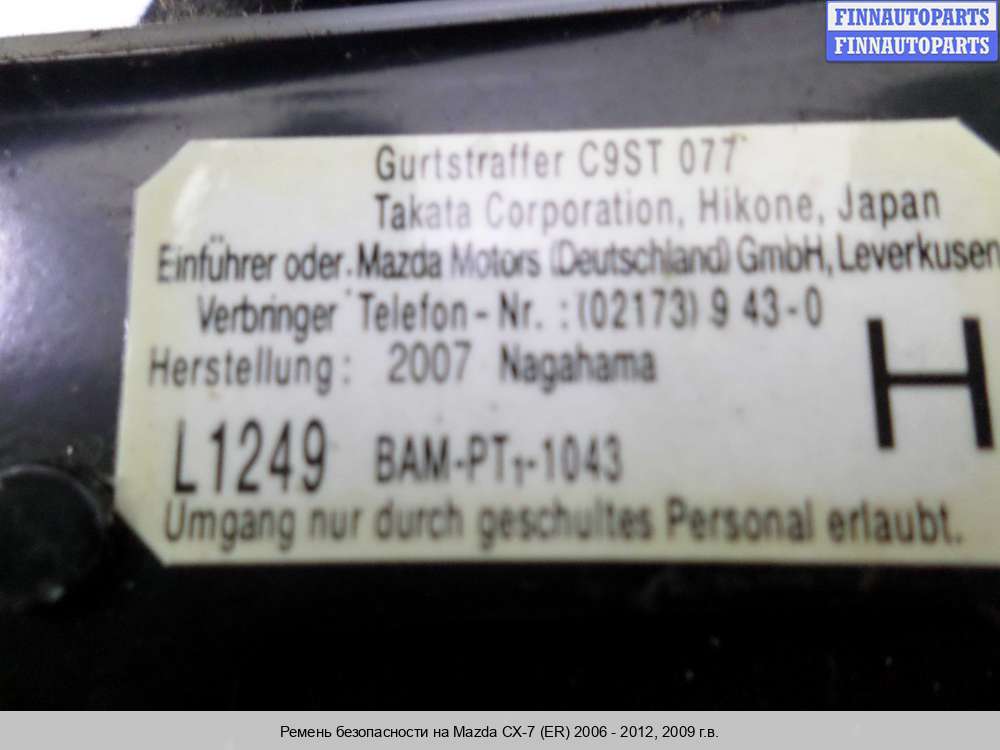 FINNAUTOPARTS
FINNAUTOPARTS
Gurtstraffer C9ST 077
Takata Corporation, Hikone, Japan
Einführer oder. Mazda Motors (Deutschland) GmbH, Leverkusen
Verbringer Telefon-Nr. : (02173) 9 43-0
Herstellung: 2007 Nagahama
H
L1249 BAM-PT1-1043
Umgang nur durch geschultes Personal erlaubt.
Ремень безопасности на Mazda CX-7 (ER) 2006 - 2012, 2009 г.в.